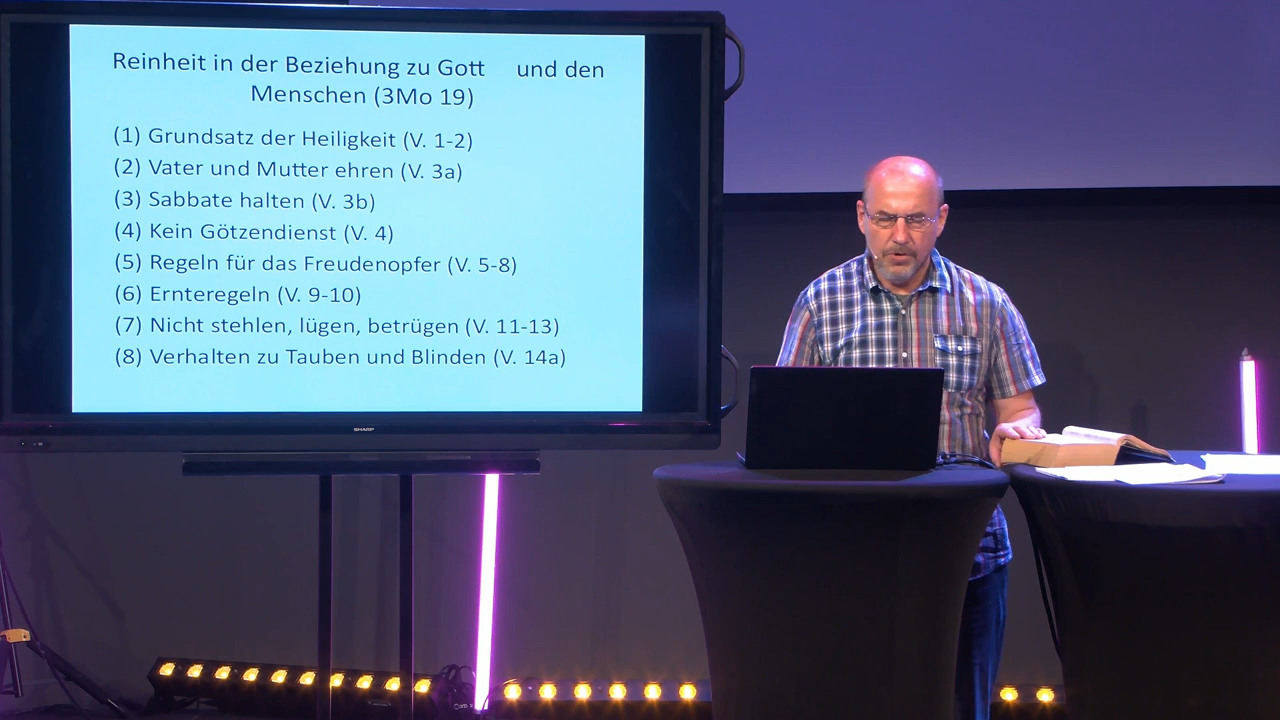 Reinheit in der Beziehung zu Gott und den
Menschen (3Mo 19)
(1) Grundsatz der Heiligkeit (V. 1-2)
(2) Vater und Mutter ehren (V. 3a)
(3) Sabbate halten (V. 3b)
(4) Kein Götzendienst (V. 4)
(5) Regeln für das Freudenopfer (V. 5-8)
(6) Ernteregeln (V. 9-10)
(7) Nicht stehlen, lügen, betrügen (V. 11-13)
(8) Verhalten zu Tauben und Blinden (V. 14a)
SHARP